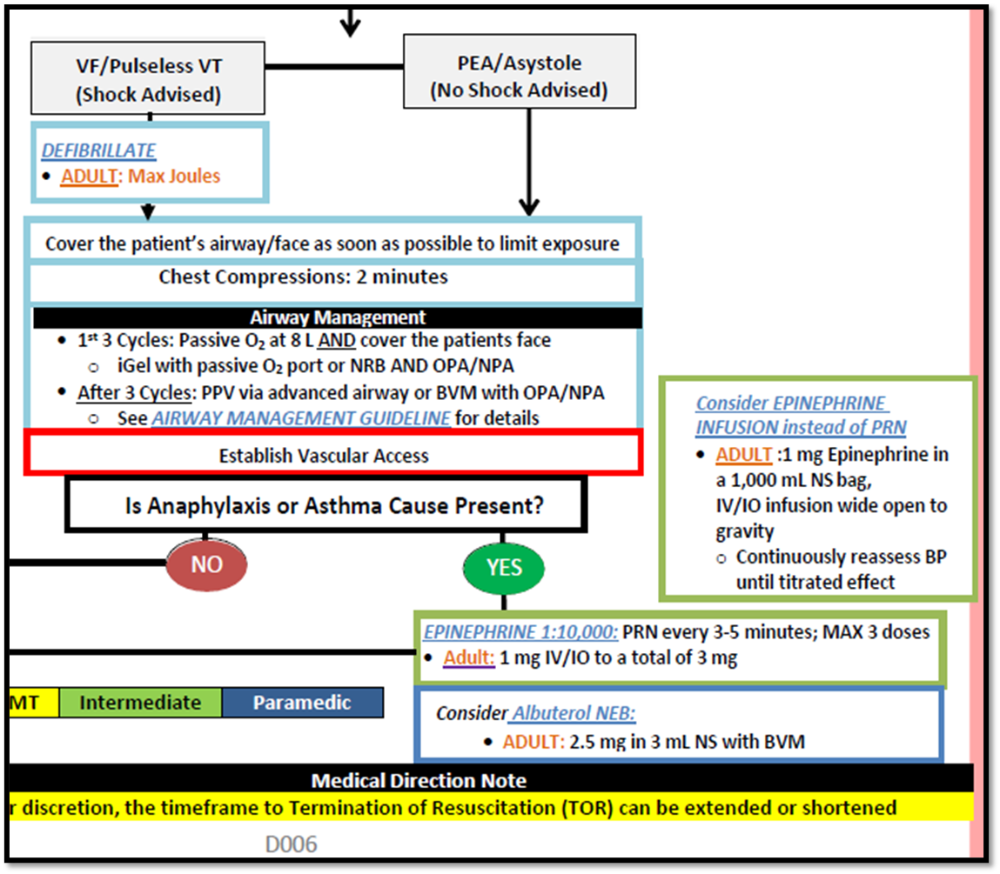 VF/Pulseless VT
(Shock Advised)
PEA/Asystole
(No Shock Advised)
DEFIBRILLATE
• ADULT: Max Joules
Cover the patient's airway/face as soon as possible to limit exposure
Chest Compressions: 2 minutes
Airway Management
• 1st 3 Cycles: Passive O₂ at 8 L AND cover the patients face
o iGel with passive O₂ port or NRB AND OPA/NPA
• After 3 Cycles: PPV via advanced airway or BVM with OPA/NPA
o See AIRWAY MANAGEMENT GUIDELINE for details
Establish Vascular Access
Is Anaphylaxis or Asthma Cause Present?
NO
YES
Consider EPINEPHRINE
INFUSION instead of PRN
• ADULT :1 mg Epinephrine in
a 1,000 mL NS bag,
IV/IO infusion wide open to
gravity
o Continuously reassess BP
until titrated effect
EPINEPHRINE 1:10,000: PRN every 3-5 minutes; MAX 3 doses
• Adult: 1 mg IV/IO to a total of 3 mg
MT
Intermediate
Paramedic
Consider Albuterol NEB:
• ADULT: 2.5 mg in 3 mL NS with BVM
Medical Direction Note
r discretion, the timeframe to Termination of Resuscitation (TOR) can be extended or shortened
D006